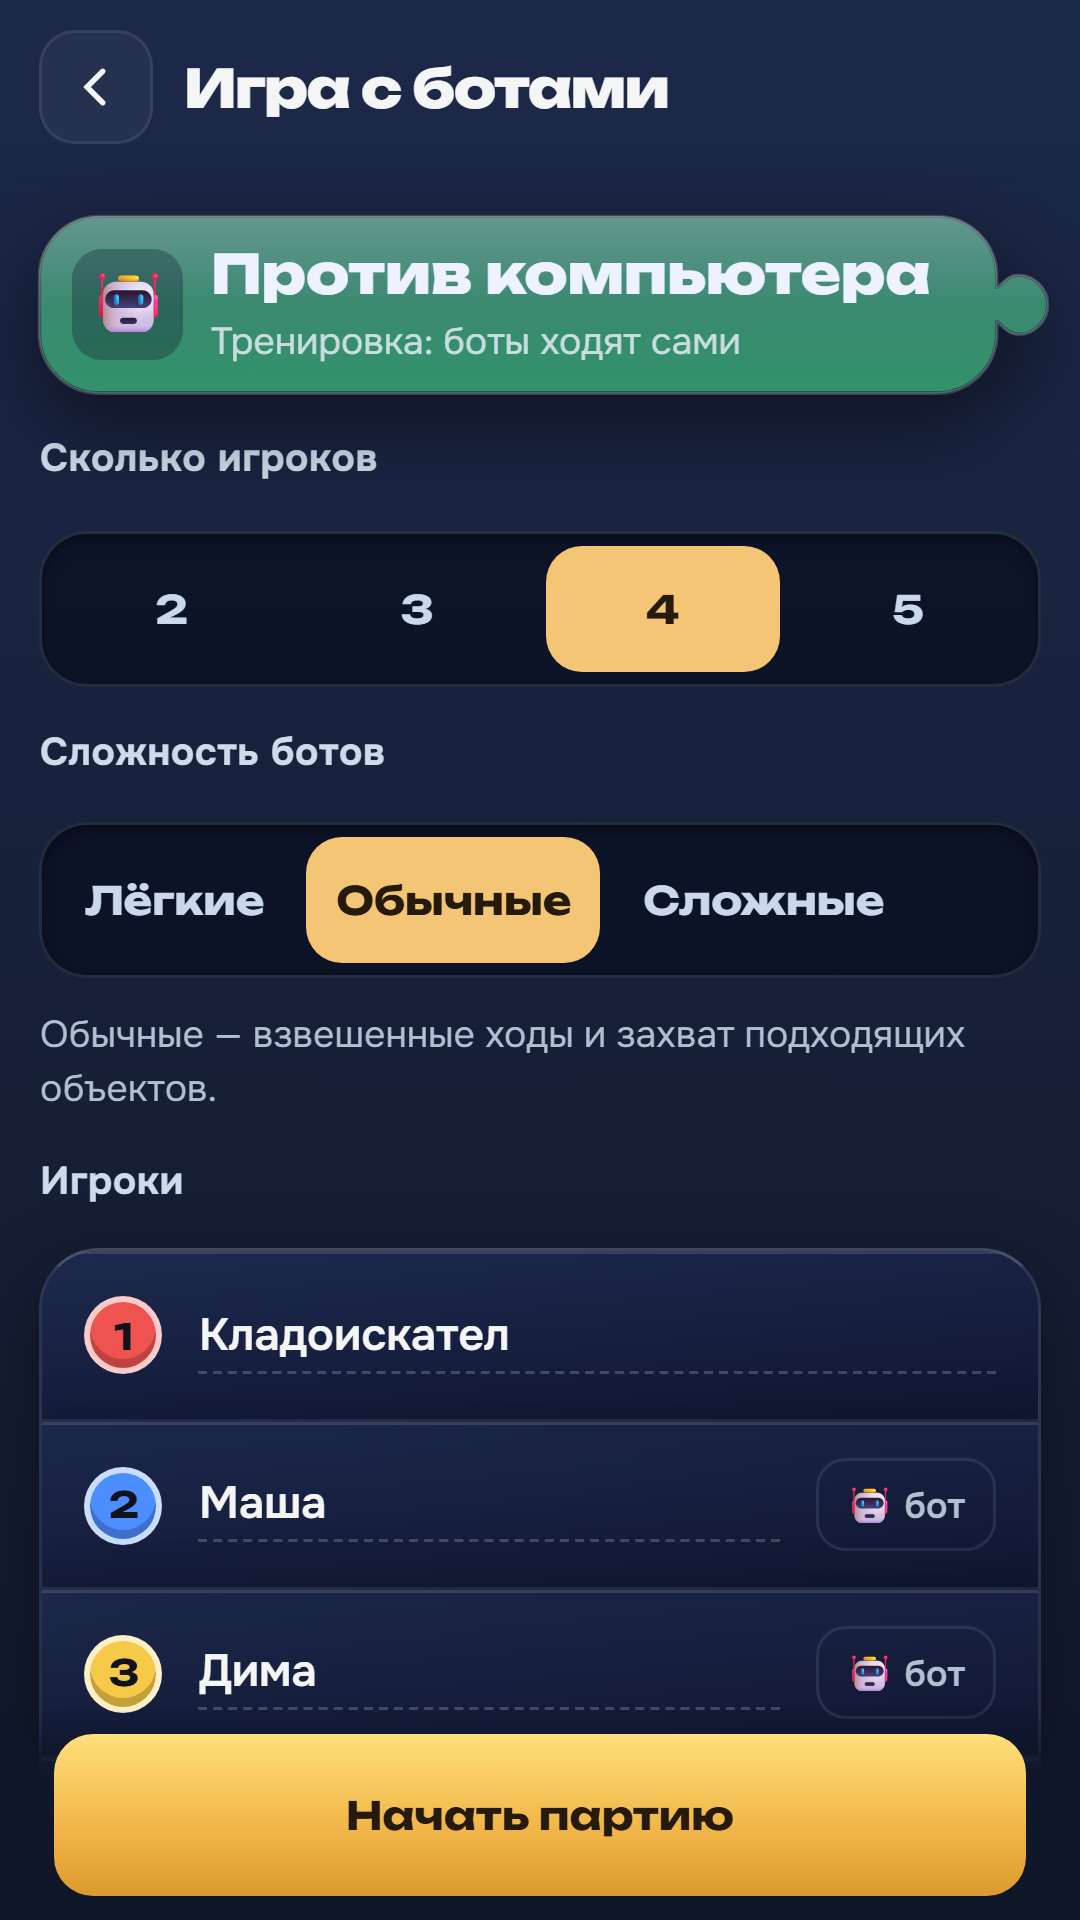 Игра с ботами
Против компьютера
Тренировка: боты ходят сами
Сколько игроков
2 3 4 5
Сложность ботов
Лёгкие Обычные Сложные
Обычные — взвешенные ходы и захват подходящих
объектов.
Игроки
1 Кладоискател
2 Маша бот
3 Дима бот
Начать партию